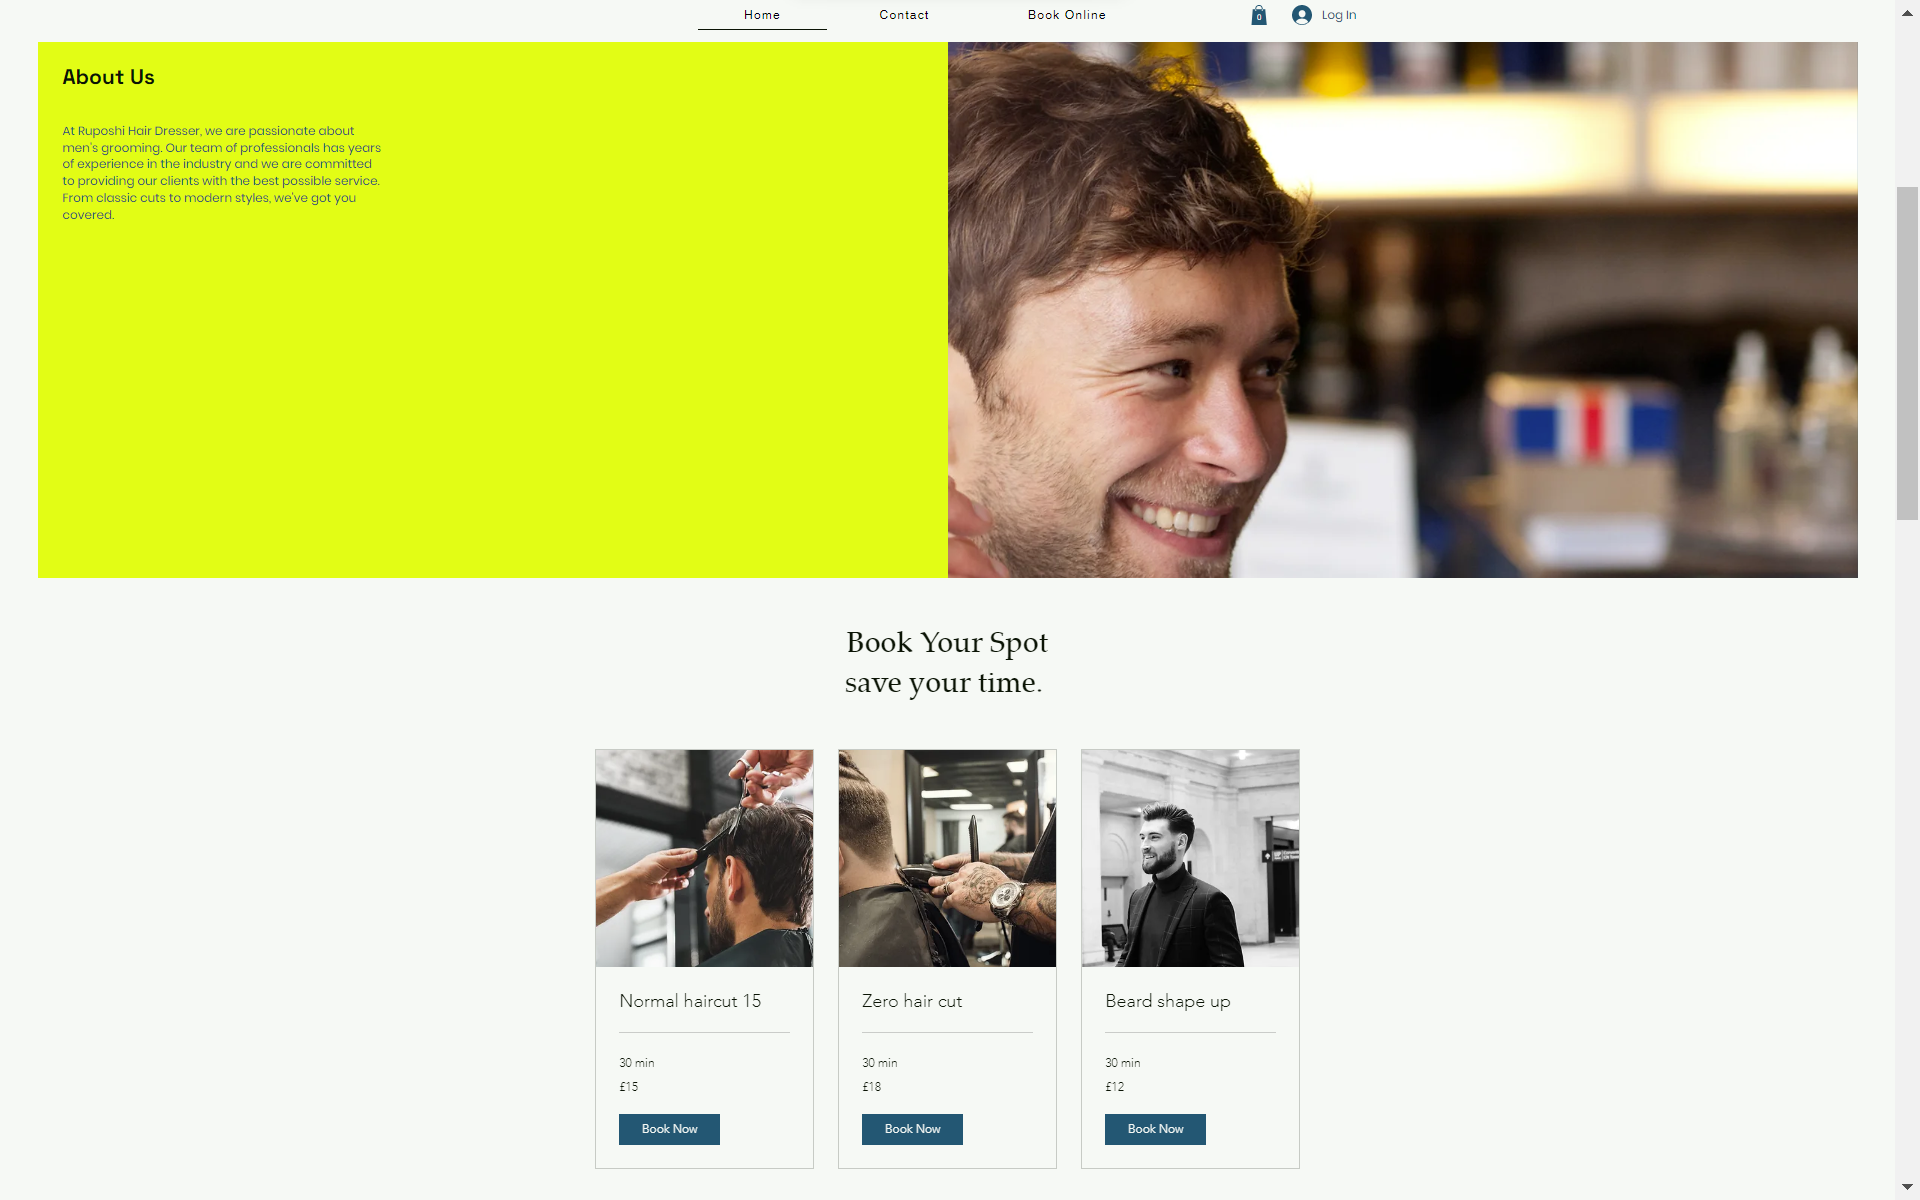 Home
Contact
Book Online
0
Log In
About Us
At Ruposhi Hair Dresser, we are passionate about
men's grooming. Our team of professionals has years
of experience in the industry and we are committed
to providing our clients with the best possible service.
From classic cuts to modern styles, we've got you
covered.
Book Your Spot
save your time.
Normal haircut 15
30 min
£15
Book Now
Zero hair cut
30 min
£18
Book Now
Beard shape up
30 min
£12
Book Now